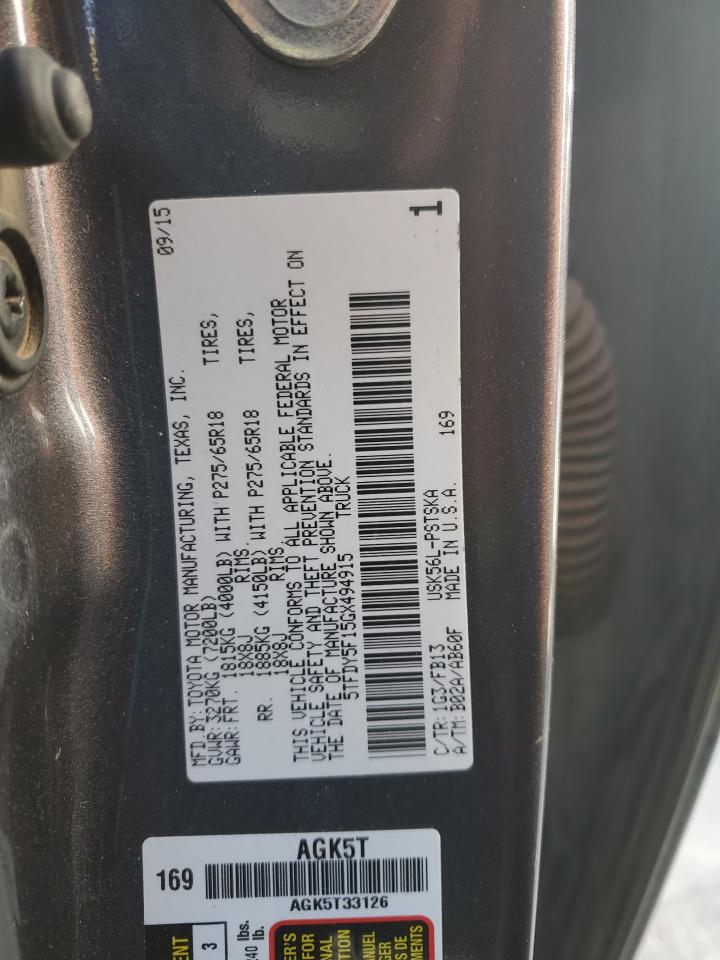 09/15
MFD BY: TOYOTA MOTOR MANUFACTURING, TEXAS, INC.
GVWR: 3270KG (7200LB)
GAWR: FRT. 1815KG (4000LB) WITH P275/65R18 TIRES,
18X8J RIMS.
RR. 1885KG (4150LB) WITH P275/65R18 TIRES,
18X8J RIMS.
THIS VEHICLE CONFORMS TO ALL APPLICABLE FEDERAL MOTOR
VEHICLE SAFETY AND THEFT PREVENTION STANDARDS IN EFFECT ON
THE DATE OF MANUFACTURE SHOWN ABOVE.
5TFDY5F15GX494915 TRUCK
1
C/TR: 1G3/FB13 USK56L-PSTSKA 169
A/TM: B02A/AB60F MADE IN U.S.A.
AGK5T
169
AGK5T33126
3
lbs.
240 lb.